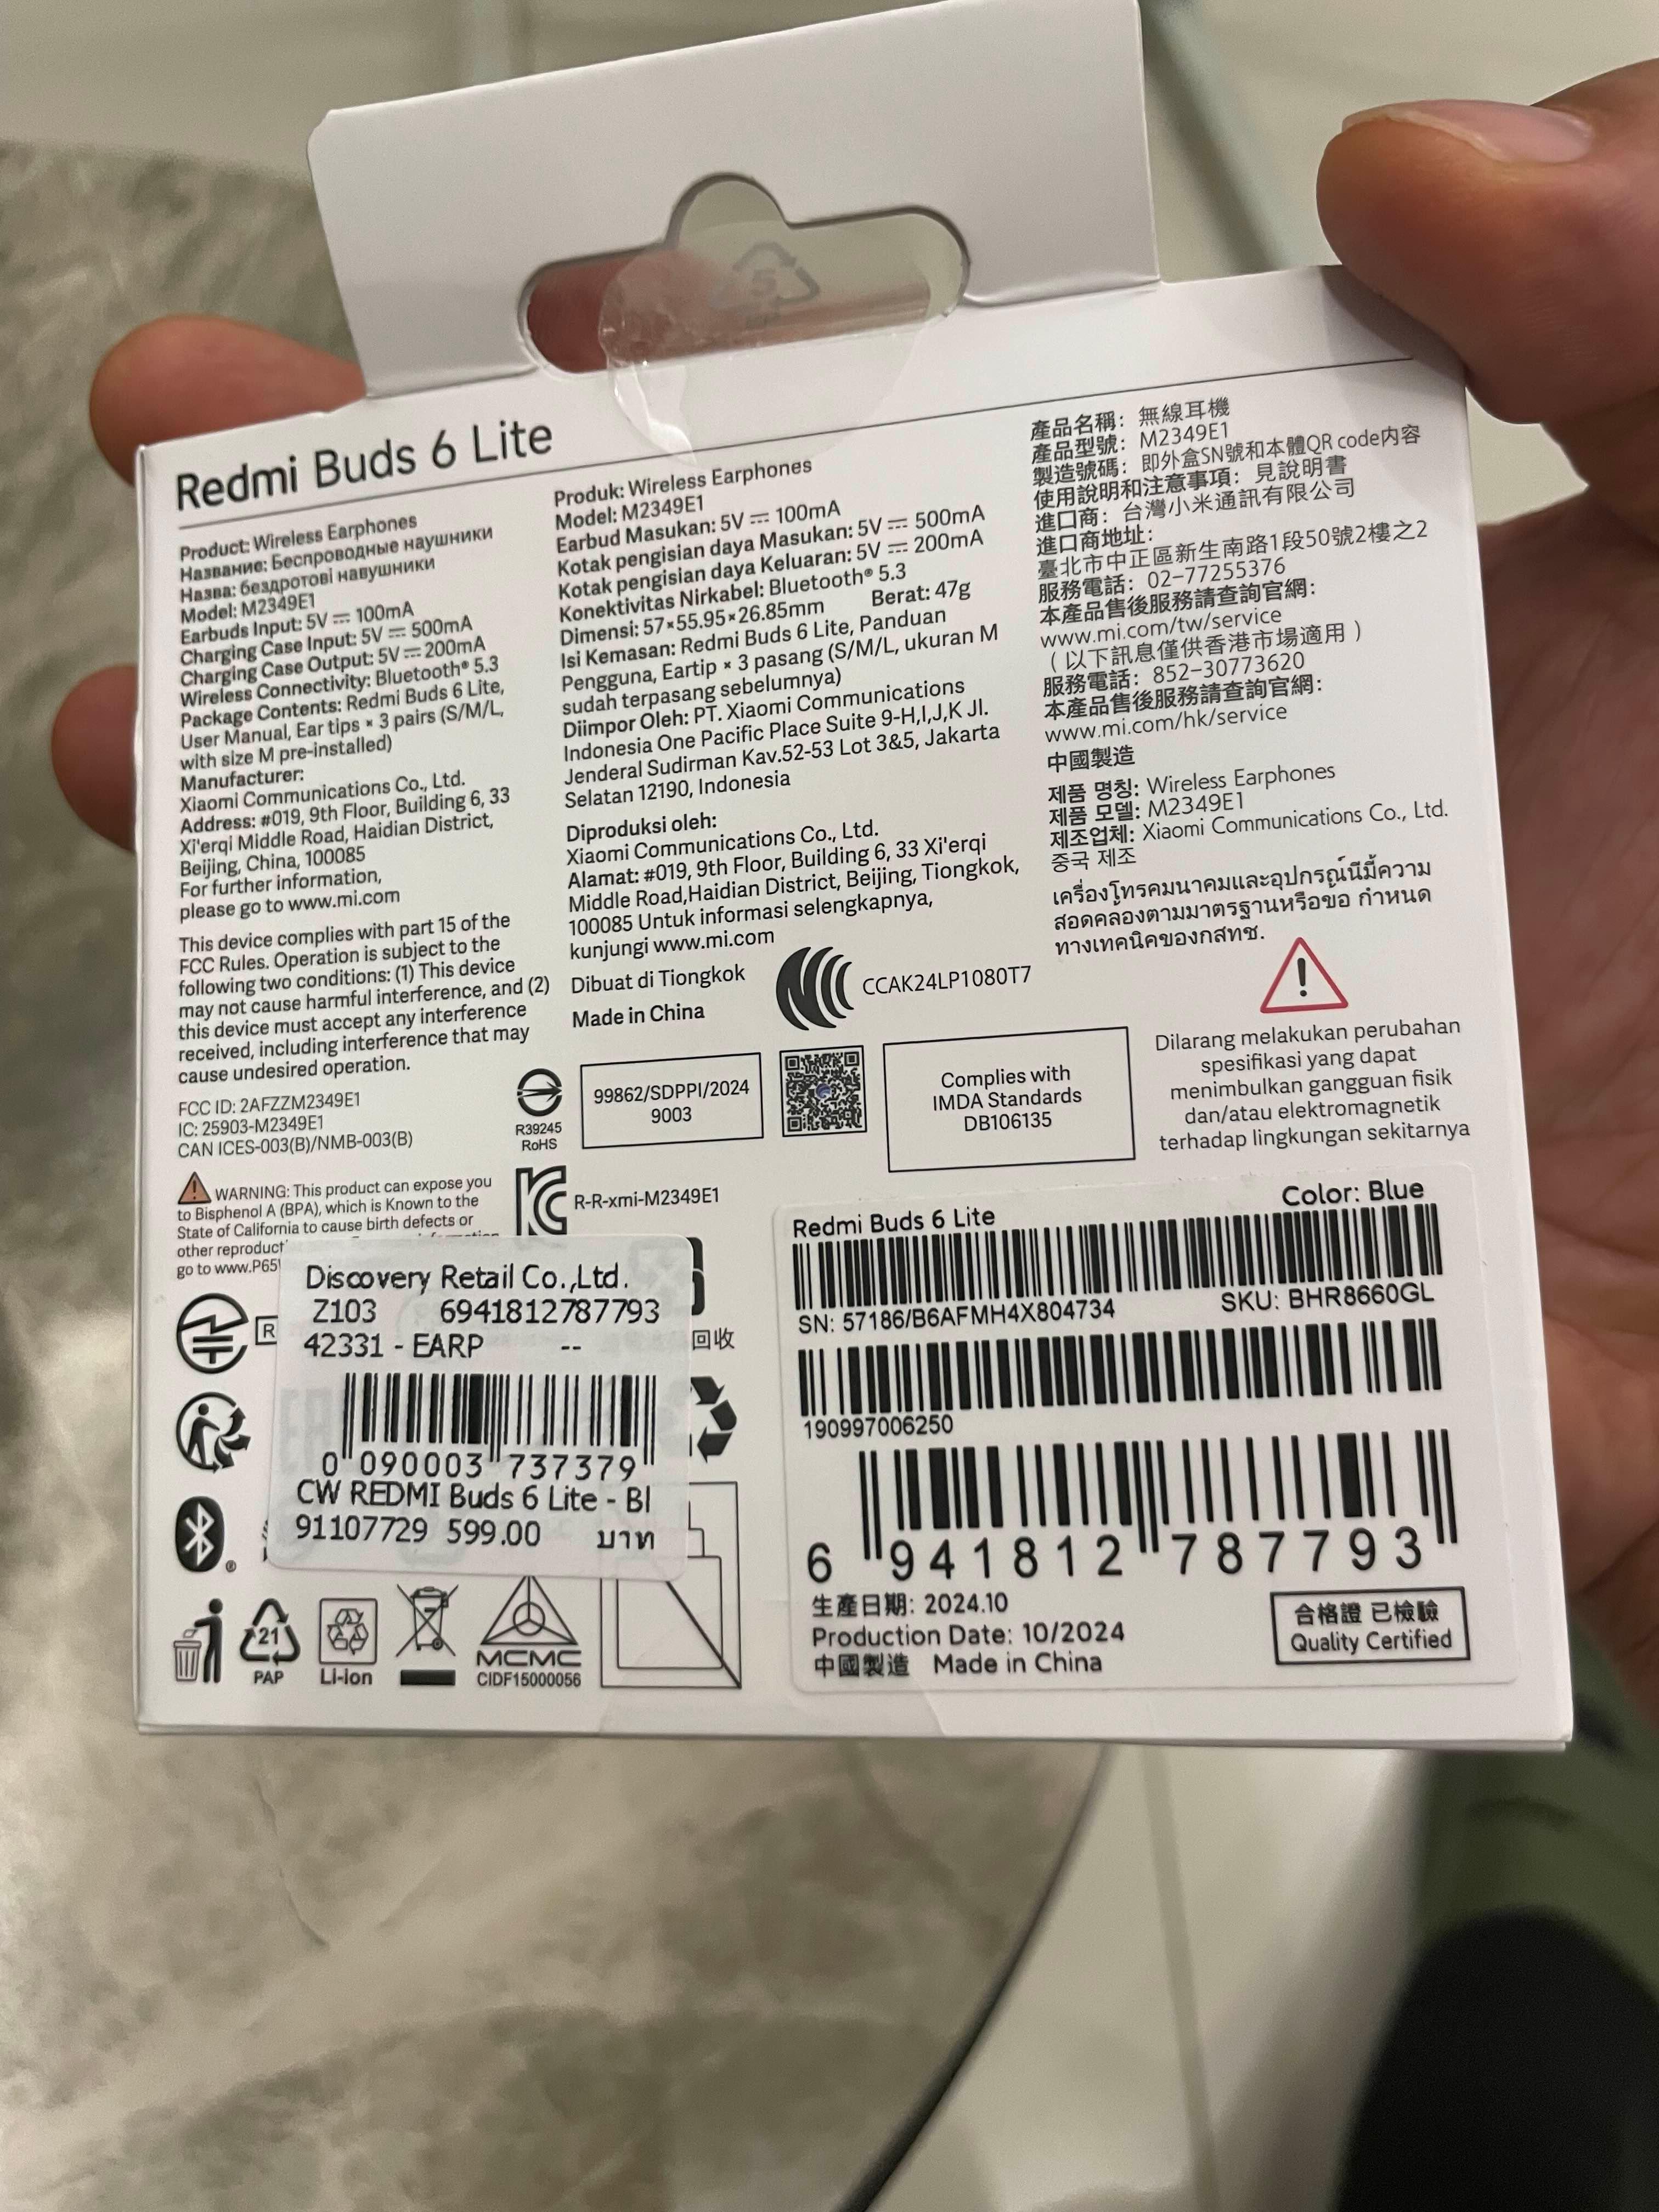 Redmi Buds 6 Lite
Product: Wireless Earphones
Название: Беспроводные наушники
Назва: бездротові навушники
Model: M2349E1
Earbuds Input: 5V ⎓ 100mA
Charging Case Input: 5V ⎓ 500mA
Charging Case Output: 5V ⎓ 200mA
Wireless Connectivity: Bluetooth® 5.3
Package Contents: Redmi Buds 6 Lite,
User Manual, Ear tips × 3 pairs (S/M/L,
with size M pre-installed)
Manufacturer:
Xiaomi Communications Co., Ltd.
Address: #019, 9th Floor, Building 6, 33
Xi'erqi Middle Road, Haidian District,
Beijing, China, 100085
For further information,
please go to www.mi.com
This device complies with part 15 of the
FCC Rules. Operation is subject to the
following two conditions: (1) This device
may not cause harmful interference, and (2)
this device must accept any interference
received, including interference that may
cause undesired operation.
FCC ID: 2AFZZM2349E1
IC: 25903-M2349E1
CAN ICES-003(B)/NMB-003(B)
WARNING: This product can expose you
to Bisphenol A (BPA), which is Known to the
State of California to cause birth defects or
other
go to
Produk: Wireless Earphones
Model: M2349E1
Earbud Masukan: 5V ⎓ 100mA
Kotak pengisian daya Masukan: 5V ⎓ 500mA
Kotak pengisian daya Keluaran: 5V ⎓ 200mA
Konektivitas Nirkabel: Bluetooth® 5.3
Dimensi: 57×55.95×26.85mm Berat: 47g
Isi Kemasan: Redmi Buds 6 Lite, Panduan
Pengguna, Eartip × 3 pasang (S/M/L, ukuran M
sudah terpasang sebelumnya)
Diimpor Oleh: PT. Xiaomi Communications
Indonesia One Pacific Place Suite 9-H,I,J,K Jl.
Jenderal Sudirman Kav.52-53 Lot 3&5, Jakarta
Selatan 12190, Indonesia
Diproduksi oleh:
Xiaomi Communications Co., Ltd.
Alamat: #019, 9th Floor, Building 6, 33 Xi'erqi
Middle Road,Haidian District, Beijing, Tiongkok,
100085 Untuk informasi selengkapnya,
kunjungi www.mi.com
Dibuat di Tiongkok
Made in China
CCAK24LP1080T7
R39245
RoHS
99862/SDPPI/2024
9003
Complies with
IMDA Standards
DB106135
R-R-xmi-M2349E1
產品名稱：無線耳機
產品型號：M2349E1
製造號碼：即外盒SN號和本體QR code内容
使用說明和注意事項：見說明書
進口商：台灣小米通訊有限公司
進口商地址：
臺北市中正區新生南路1段50號2樓之2
服務電話：02-77255376
本產品售後服務請查詢官網：
www.mi.com/tw/service
（以下訊息僅供香港市場適用）
服務電話：852-30773620
本產品售後服務請查詢官網：
www.mi.com/hk/service
中國製造
제품 명칭: Wireless Earphones
제품 모델: M2349E1
제조업체: Xiaomi Communications Co., Ltd.
중국 제조
เครื่องโทรคมนาคมและอุปกรณ์นี้มีความ
สอดคล้องตามมาตรฐานหรือข้อ กำหนด
ทางเทคนิคของกสทช.
Dilarang melakukan perubahan
spesifikasi yang dapat
menimbulkan gangguan fisik
dan/atau elektromagnetik
terhadap lingkungan sekitarnya
Discovery Retail Co.,Ltd.
Z103 6941812787793
42331 - EARP --
0 090003 737379
CW REDMI Buds 6 Lite - Bl
91107729 599.00 บาท
R
回收
21
PAP
Li-ion
MCMC
CIDF15000056
Redmi Buds 6 Lite Color: Blue
SN: 57186/B6AFMH4X804734 SKU: BHR8660GL
190997006250
6 941812 787793
生產日期: 2024.10
Production Date: 10/2024
中國製造 Made in China
合格證 已檢驗
Quality Certified
5